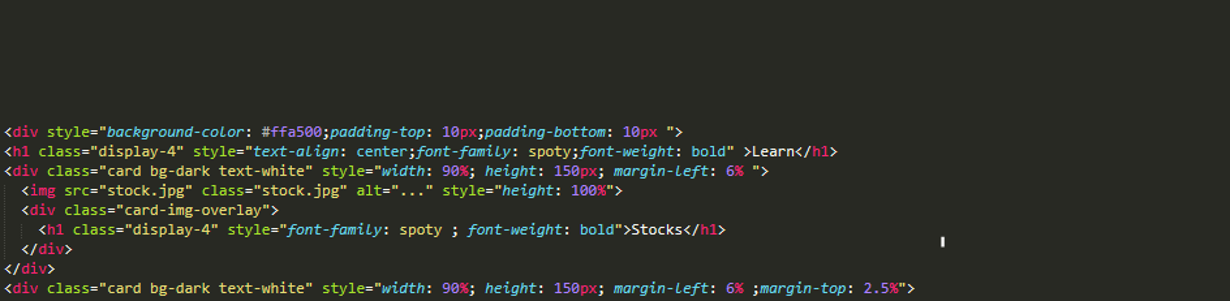 <div style="background-color: #ffa500;padding-top: 10px;padding-bottom: 10px ">
<h1 class="display-4" style="text-align: center;font-family: spoty;font-weight: bold" >Learn</h1>
<div class="card bg-dark text-white" style="width: 90%; height: 150px; margin-left: 6% ">
  <img src="stock.jpg" class="stock.jpg" alt="..." style="height: 100%">
  <div class="card-img-overlay">
    <h1 class="display-4" style="font-family: spoty ; font-weight: bold">Stocks</h1>
  </div>
</div>
<div class="card bg-dark text-white" style="width: 90%; height: 150px; margin-left: 6% ;margin-top: 2.5%">